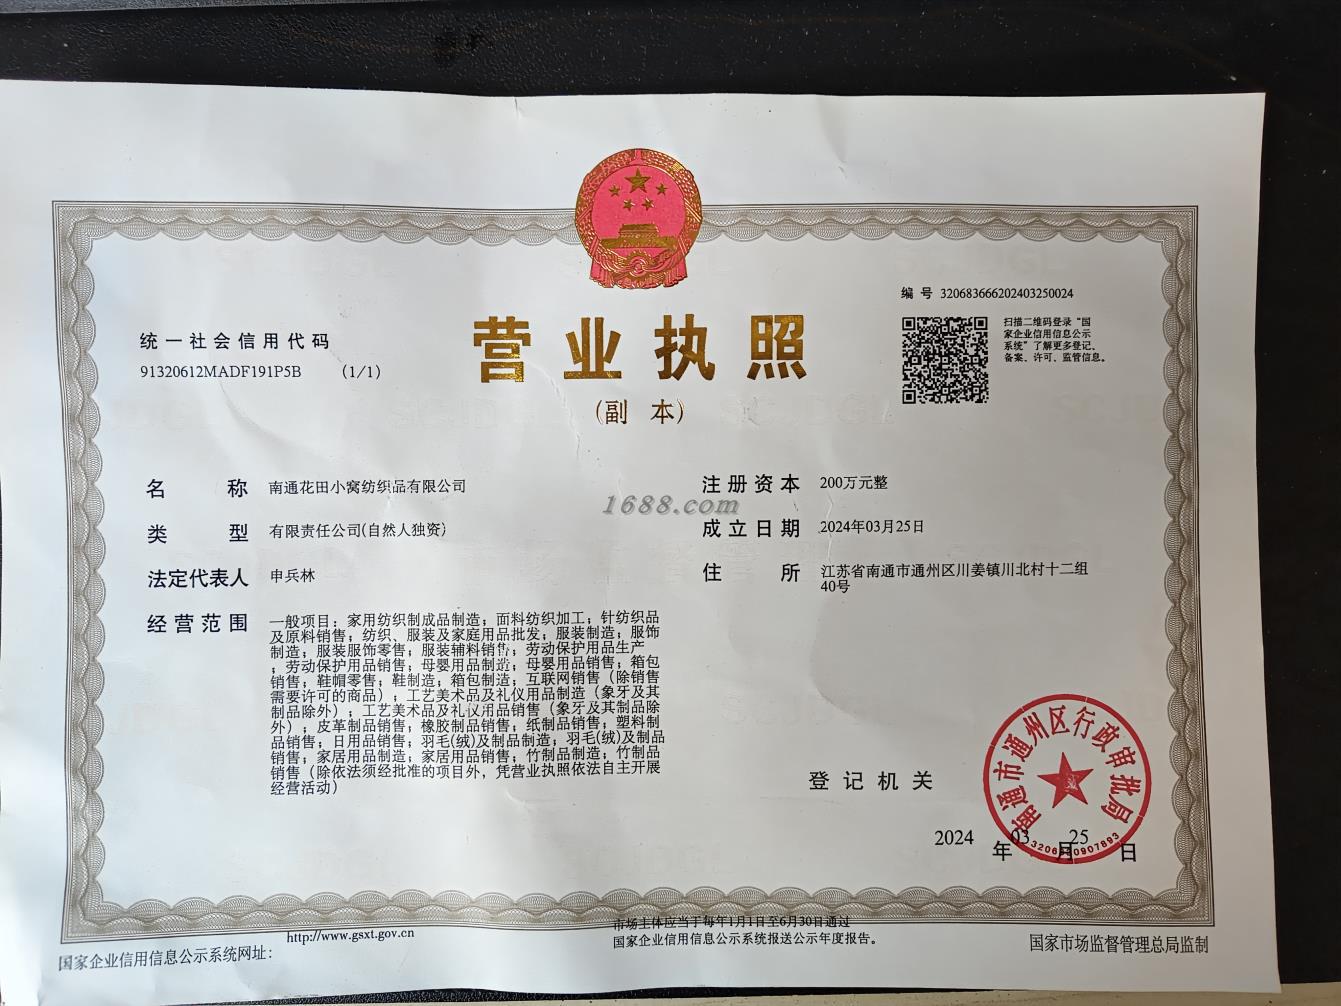 编号 320683666202403250024
扫描二维码登录“国
家企业信用信息公示
系统”了解更多登记、
备案、许可、监管信息。
统一社会信用代码
91320612MADF191P5B (1/1)
营业执照
(副本)
名称 南通花田小窝纺织品有限公司
类型 有限责任公司(自然人独资)
法定代表人 申兵林
经营范围 一般项目：家用纺织制成品制造；面料纺织加工；针纺织品
及原料销售；纺织、服装及家庭用品批发；服装制造；服饰
制造；服装服饰零售；服装辅料销售；劳动保护用品生产
；劳动保护用品销售；母婴用品制造；母婴用品销售；箱包
销售；鞋帽零售；鞋制造；箱包制造；互联网销售（除销售
需要许可的商品）；工艺美术品及礼仪用品制造（象牙及其
制品除外）；工艺美术品及礼仪用品销售（象牙及其制品除
外）；皮革制品销售；橡胶制品销售；纸制品销售；塑料制
品销售；日用品销售；羽毛(绒)及制品制造；羽毛(绒)及制品
销售；家居用品制造；家居用品销售；竹制品制造；竹制品
销售（除依法须经批准的项目外，凭营业执照依法自主开展
经营活动）
注册资本 200万元整
成立日期 2024年03月25日
住所 江苏省南通市通州区川姜镇川北村十二组
40号
1688.com
登记机关
南通市通州区行政审批局
2024年03月25日
国家企业信用信息公示系统网址：
http://www.gsxt.gov.cn
市场主体应当于每年1月1日至6月30日通过
国家企业信用信息公示系统报送公示年度报告。
国家市场监督管理总局监制